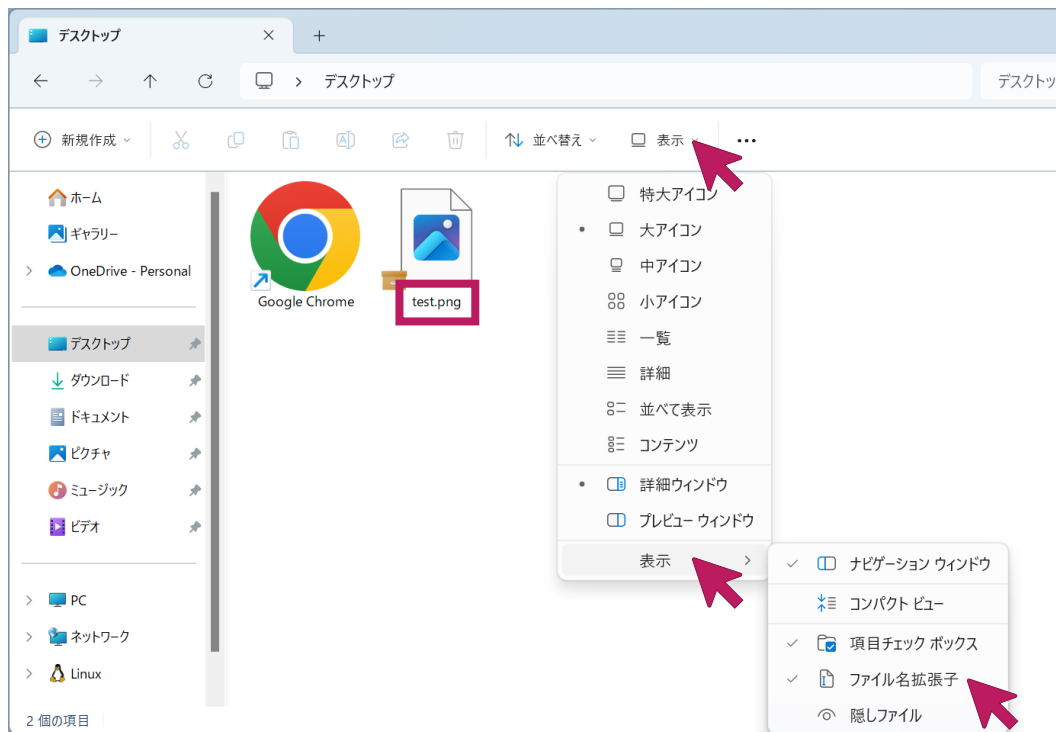 デスクトップ
デスクトップ
デスクトッ
新規作成
並べ替え
表示
ホーム
ギャラリー
OneDrive - Personal
デスクトップ
ダウンロード
ドキュメント
ピクチャ
ミュージック
ビデオ
PC
ネットワーク
Linux
2 個の項目
Google Chrome
test.png
特大アイコン
大アイコン
中アイコン
小アイコン
一覧
詳細
並べて表示
コンテンツ
詳細ウィンドウ
プレビュー ウィンドウ
表示
ナビゲーション ウィンドウ
コンパクト ビュー
項目チェック ボックス
ファイル名拡張子
隠しファイル